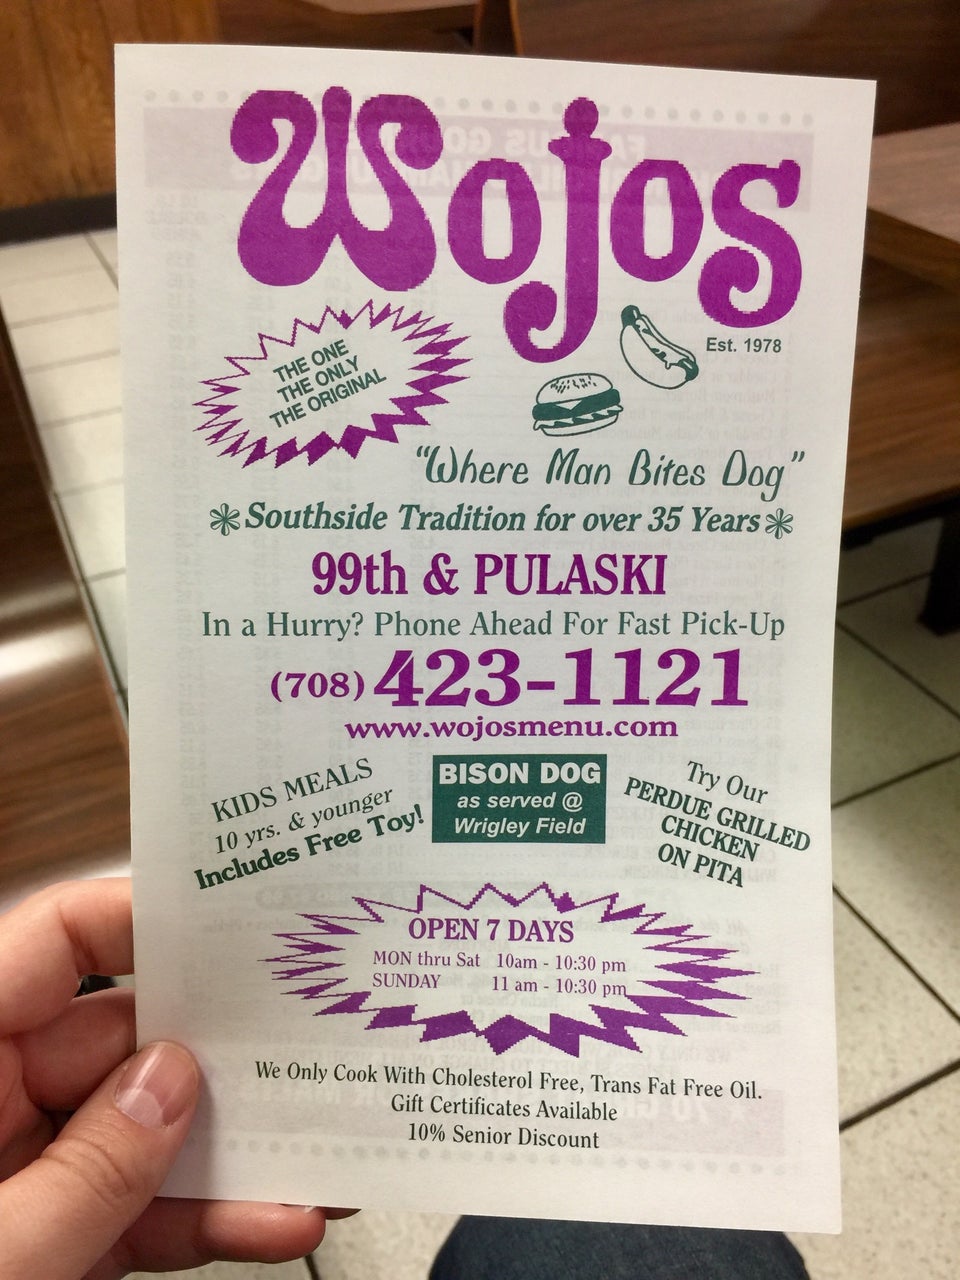 Wojos
Est. 1978
THE ONE
THE ONLY
THE ORIGINAL
"Where Man Bites Dog"
Southside Tradition for over 35 Years
99th & PULASKI
In a Hurry? Phone Ahead For Fast Pick-Up
(708) 423-1121
www.wojosmenu.com
KIDS MEALS
10 yrs. & younger
Includes Free Toy!
BISON DOG
as served @
Wrigley Field
Try Our
PERDUE GRILLED
CHICKEN
ON PITA
OPEN 7 DAYS
MON thru Sat 10am - 10:30 pm
SUNDAY 11 am - 10:30 pm
We Only Cook With Cholesterol Free, Trans Fat Free Oil.
Gift Certificates Available
10% Senior Discount